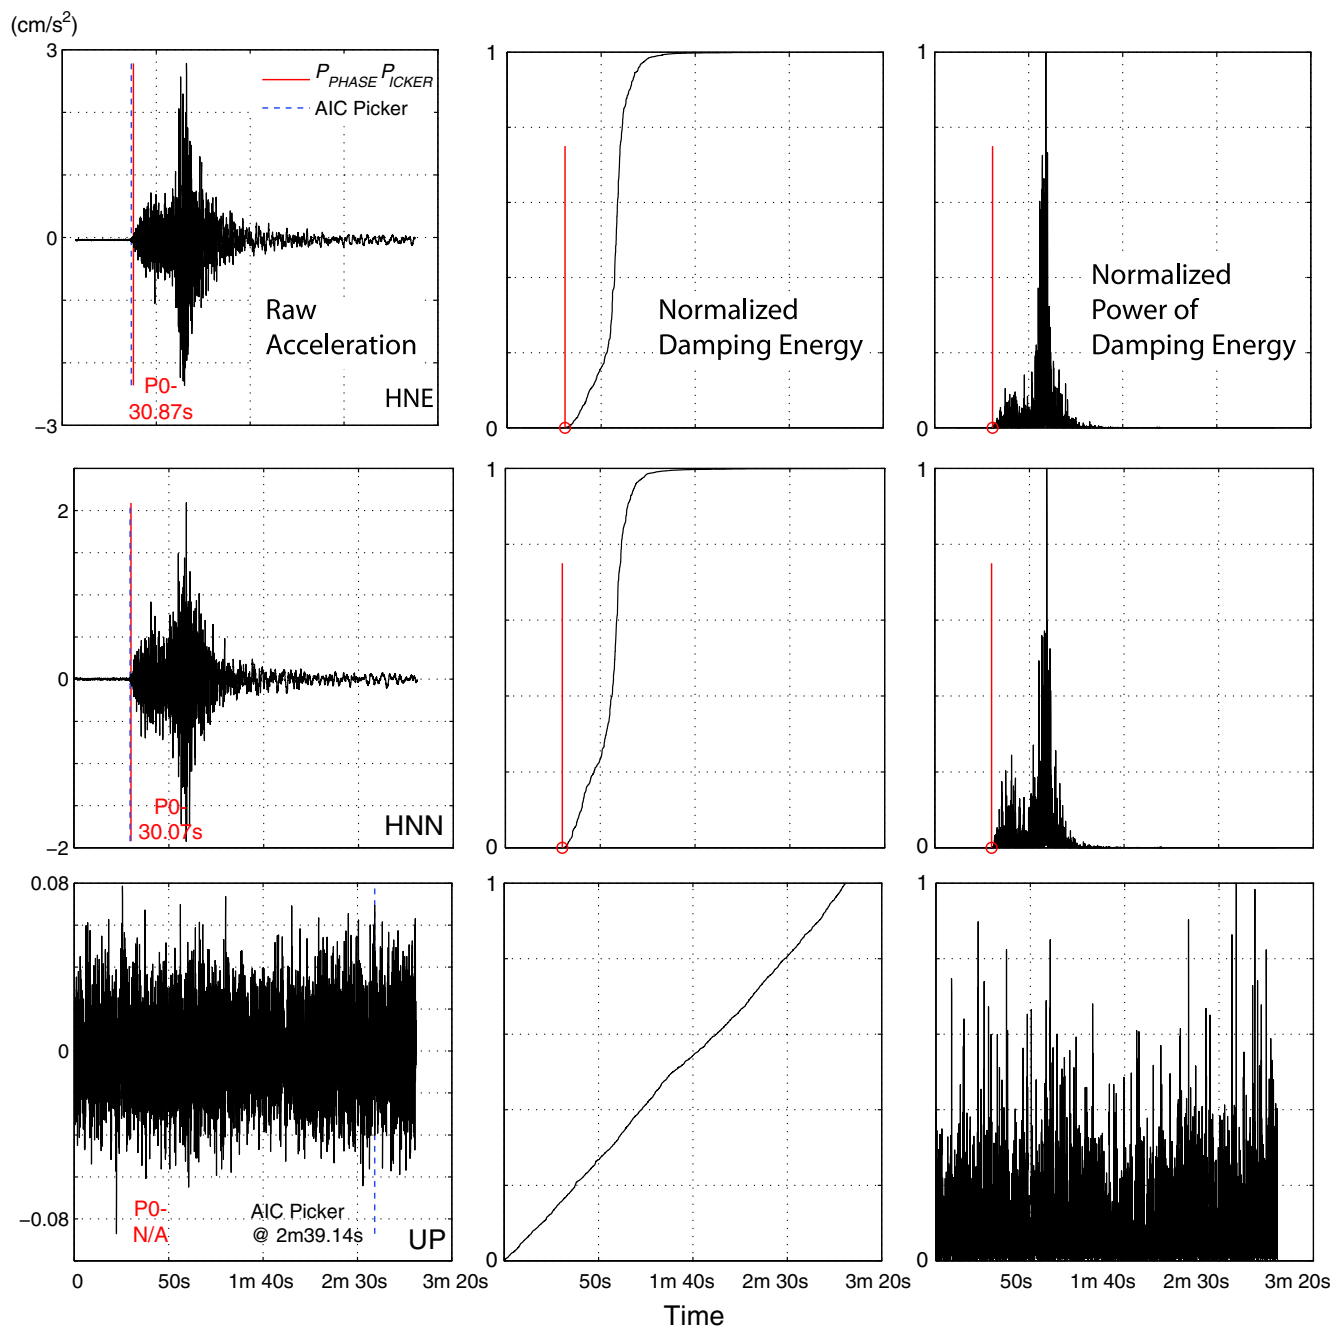 (cm/s2)
3
0
−3
P_PHASE P_ICKER
AIC Picker
Raw
Acceleration
P0-
30.87s
HNE
1
0
Normalized
Damping Energy
1
0
Normalized
Power of
Damping Energy
2
0
−2
P0-
30.07s
HNN
1
0
1
0
0.08
0
−0.08
P0-
N/A
AIC Picker
@ 2m39.14s
UP
1
0
1
0
0 50s 1m 40s 2m 30s 3m 20s
50s 1m 40s 2m 30s 3m 20s
50s 1m 40s 2m 30s 3m 20s
Time